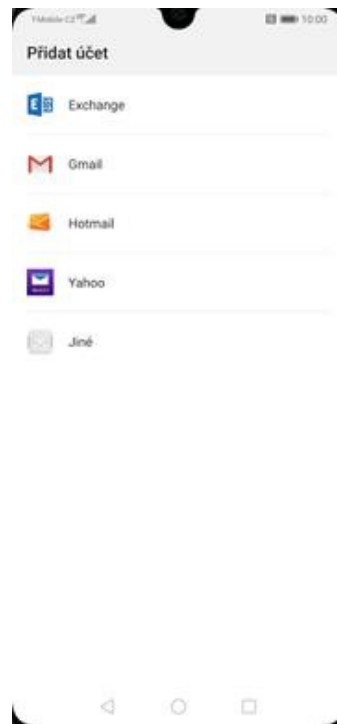 T-Mobile CZ 10:00
Přidat účet
Exchange
Gmail
Hotmail
Yahoo
Jiné